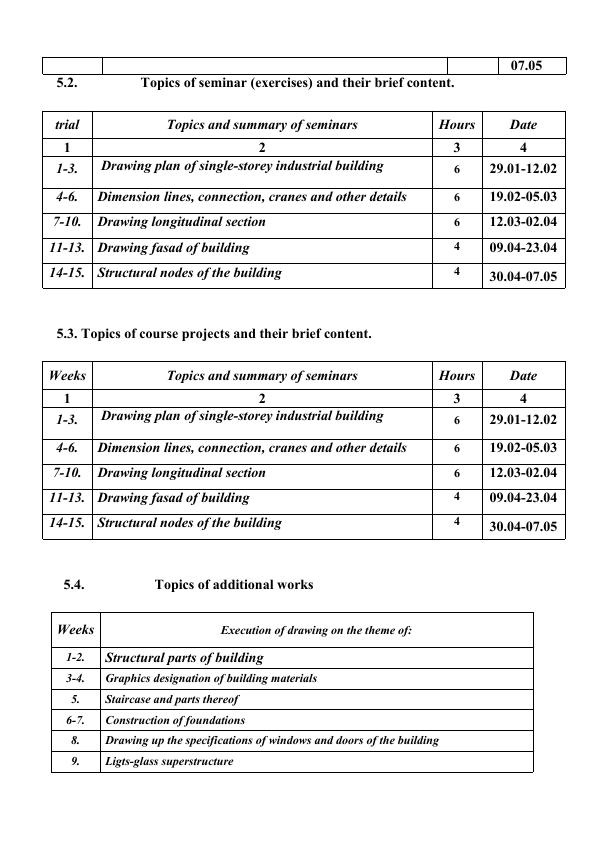 07.05
5.2. Topics of seminar (exercises) and their brief content.
trial Topics and summary of seminars Hours Date
1 2 3 4
1-3. Drawing plan of single-storey industrial building 6 29.01-12.02
4-6. Dimension lines, connection, cranes and other details 6 19.02-05.03
7-10. Drawing longitudinal section 6 12.03-02.04
11-13. Drawing fasad of building 4 09.04-23.04
14-15. Structural nodes of the building 4 30.04-07.05
5.3. Topics of course projects and their brief content.
Weeks Topics and summary of seminars Hours Date
1 2 3 4
1-3. Drawing plan of single-storey industrial building 6 29.01-12.02
4-6. Dimension lines, connection, cranes and other details 6 19.02-05.03
7-10. Drawing longitudinal section 6 12.03-02.04
11-13. Drawing fasad of building 4 09.04-23.04
14-15. Structural nodes of the building 4 30.04-07.05
5.4. Topics of additional works
Weeks Execution of drawing on the theme of:
1-2. Structural parts of building
3-4. Graphics designation of building materials
5. Staircase and parts thereof
6-7. Construction of foundations
8. Drawing up the specifications of windows and doors of the building
9. Ligts-glass superstructure